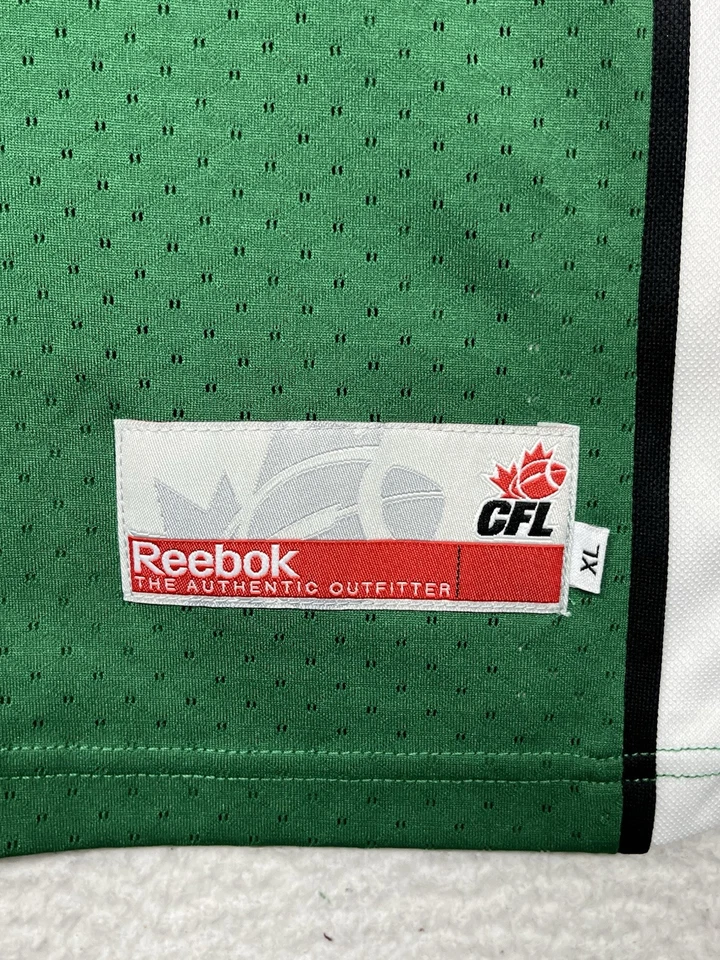 CFL
Reebok
THE AUTHENTIC OUTFITTER
XL